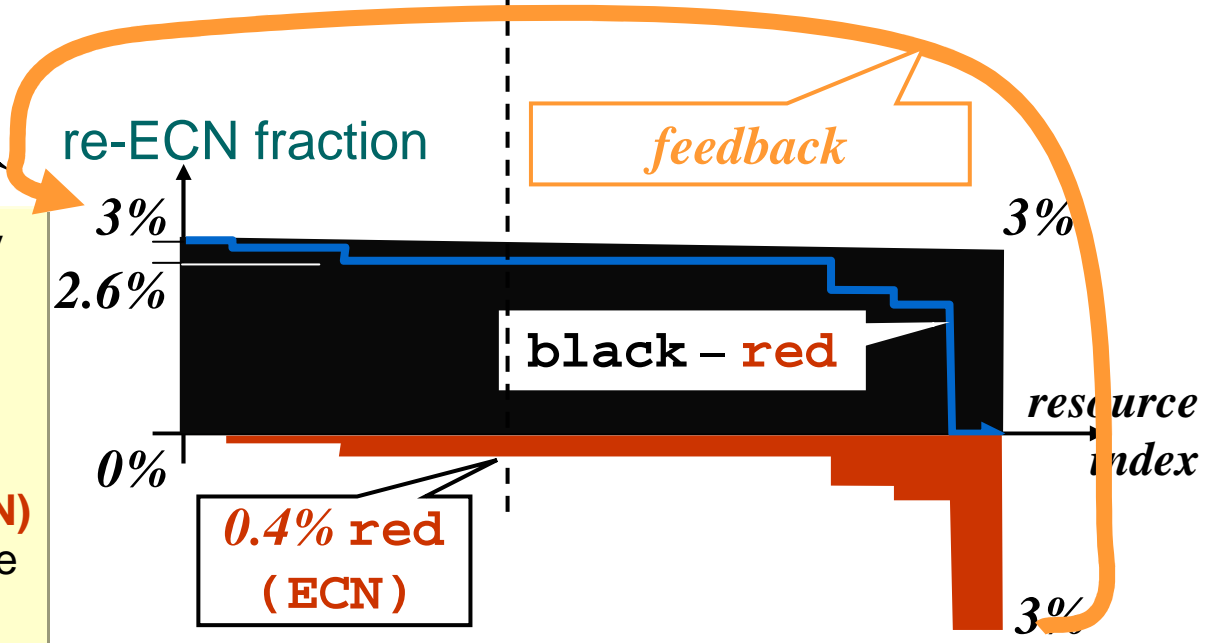 re-ECN fraction
feedback
3%
3%
2.6%
black – red
resource
index
0%
N)
0.4% red
(ECN)
3%